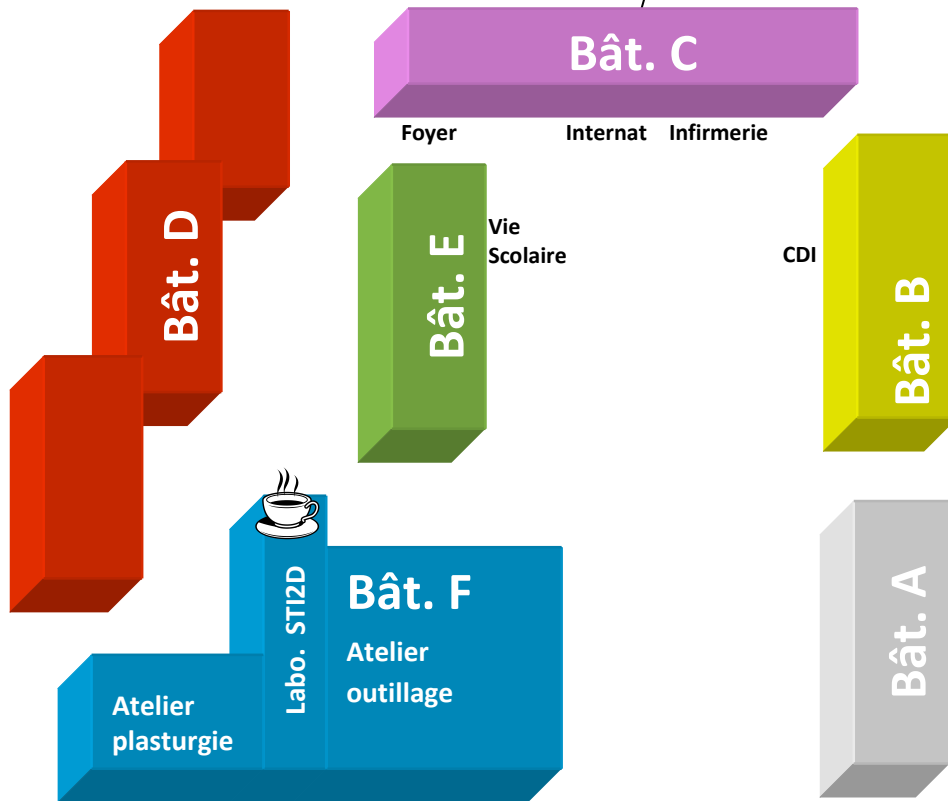 Bât. C
Foyer
Internat
Infirmerie
Bât. D
Bât. E
Vie
Scolaire
CDI
Bât. B
Bât. F
Labo. STI2D
Atelier
outillage
Atelier
plasturgie
Bât. A